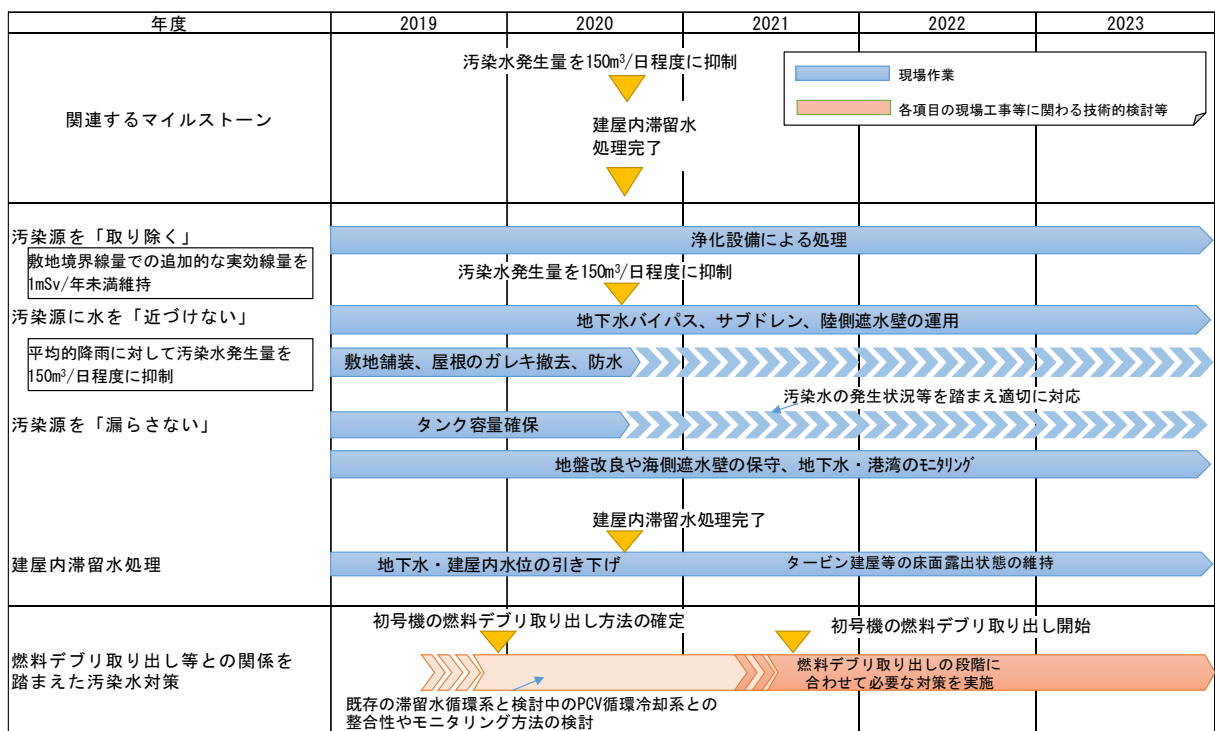 年度
2019
2020
2021
2022
2023
関連するマイルストーン
汚染水発生量を150m³/日程度に抑制
建屋内滞留水
処理完了
現場作業
各項目の現場工事等に関わる技術的検討等
汚染源を「取り除く」
敷地境界線量での追加的な実効線量を
1mSv/年未満維持
浄化設備による処理
汚染水発生量を150m³/日程度に抑制
汚染源に水を「近づけない」
地下水バイパス、サブドレン、陸側遮水壁の運用
平均的降雨に対して汚染水発生量を
150m³/日程度に抑制
敷地舗装、屋根のガレキ撤去、防水
汚染水の発生状況等を踏まえ適切に対応
汚染源を「漏らさない」
タンク容量確保
地盤改良や海側遮水壁の保守、地下水・港湾のﾓﾆﾀﾘﾝｸﾞ
建屋内滞留水処理完了
建屋内滞留水処理
地下水・建屋内水位の引き下げ
タービン建屋等の床面露出状態の維持
初号機の燃料デブリ取り出し方法の確定
初号機の燃料デブリ取り出し開始
燃料デブリ取り出し等との関係を
踏まえた汚染水対策
燃料デブリ取り出しの段階に
合わせて必要な対策を実施
既存の滞留水循環系と検討中のPCV循環冷却系との
整合性やモニタリング方法の検討